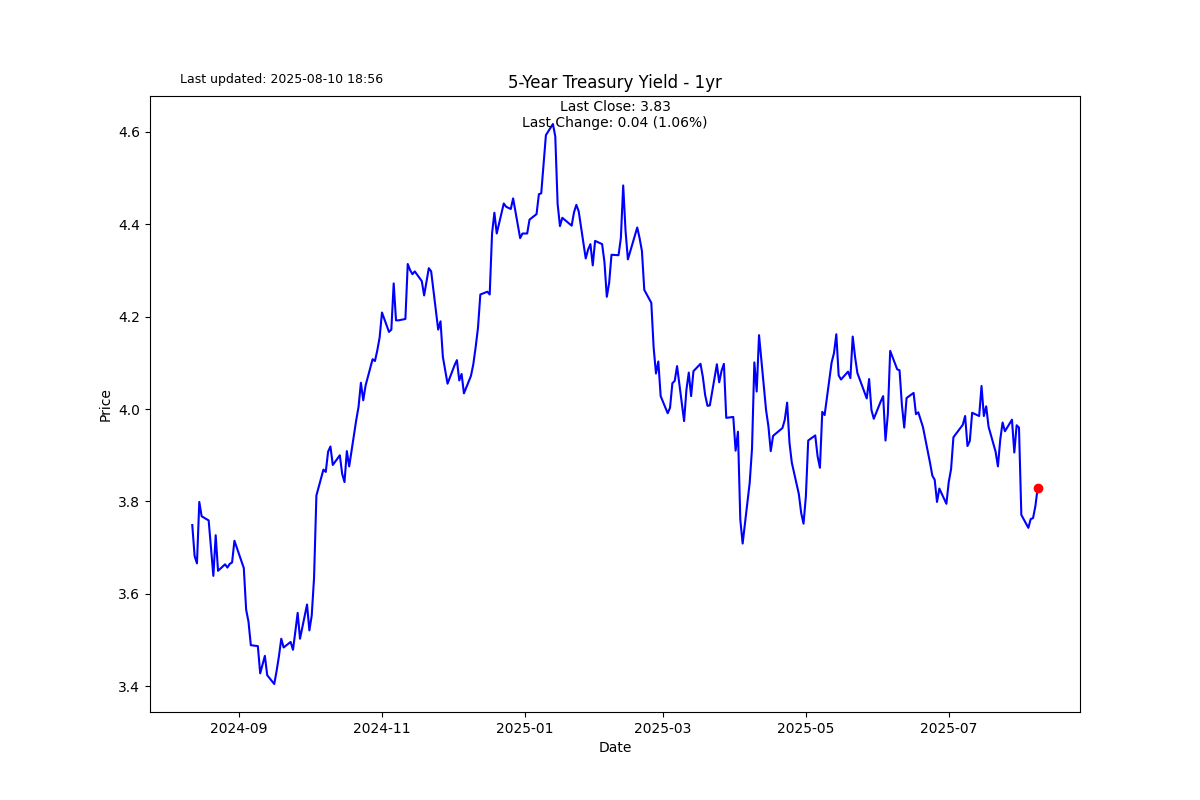 Last updated: 2025-08-10 18:56
5-Year Treasury Yield - 1yr
Last Close: 3.83
Last Change: 0.04 (1.06%)
4.6
4.4
4.2
4.0
3.8
3.6
3.4
Price
2024-09
2024-11
2025-01
2025-03
2025-05
2025-07
Date